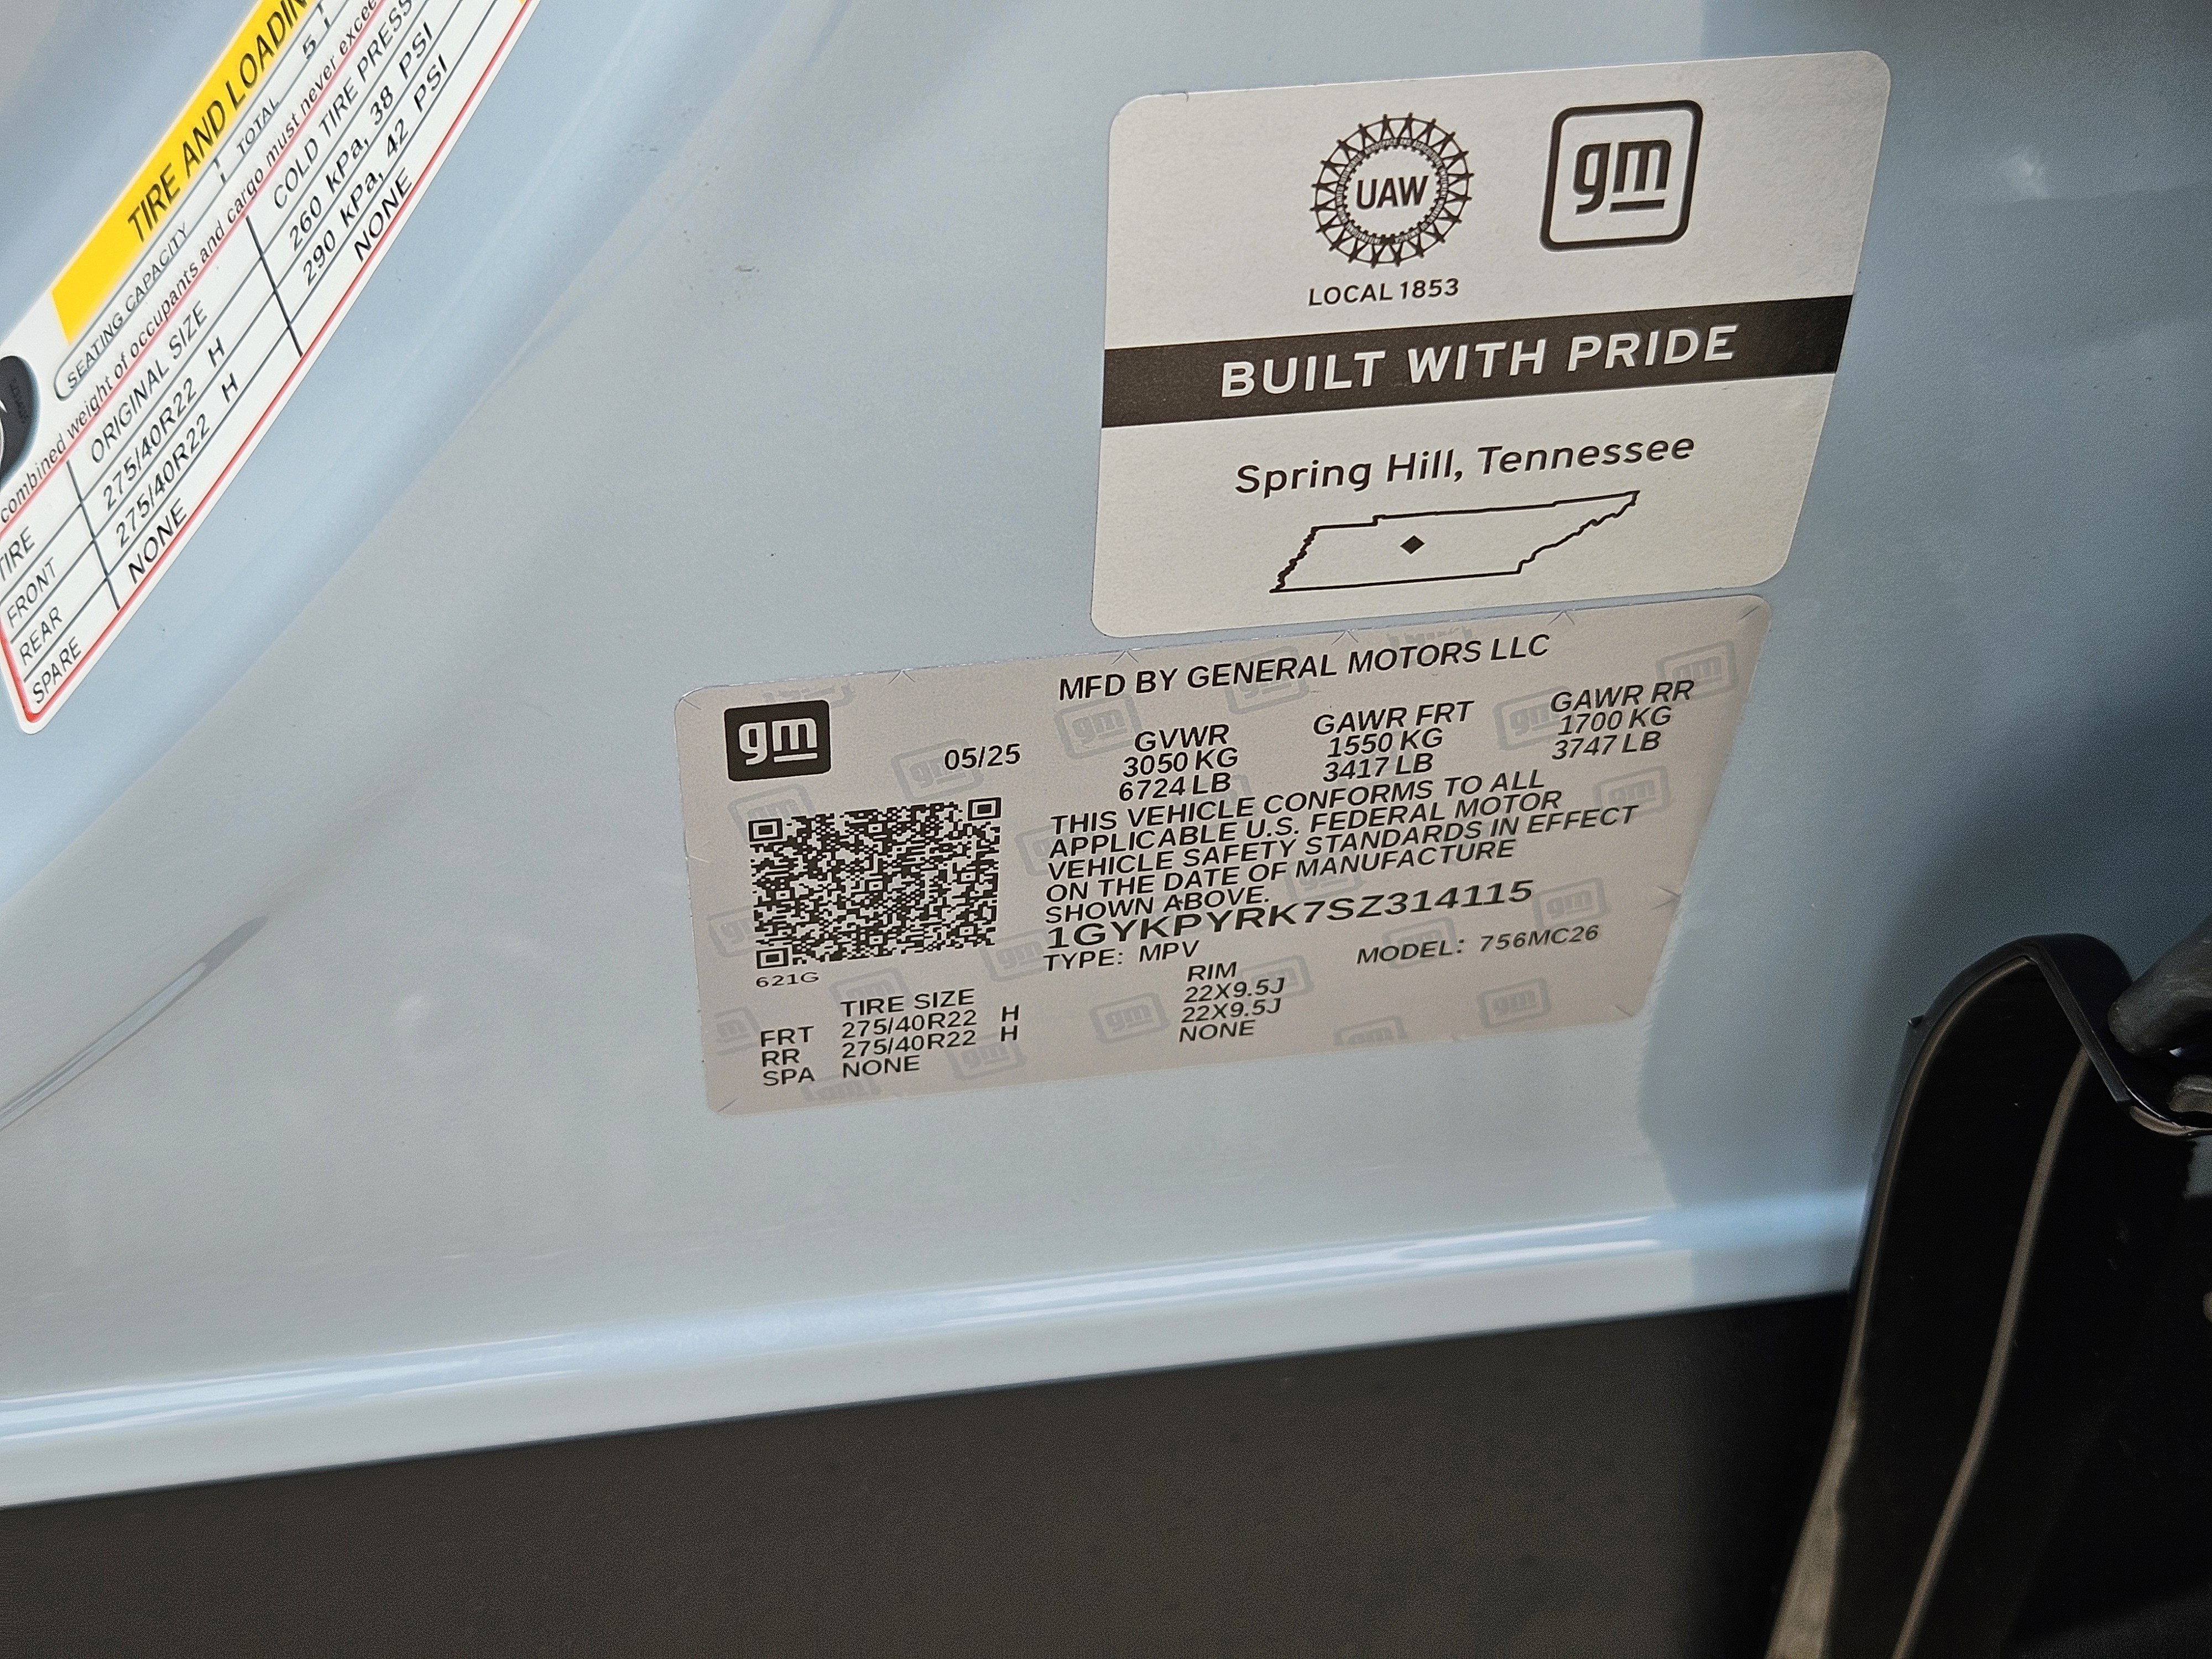 TIRE AND LOADIN
SEATING CAPACITY TOTAL 5
combined weight of occupants and cargo must never excee
TIRE ORIGINAL SIZE COLD TIRE PRESS
FRONT 275/40R22 H 260 kPa, 38 PSI
REAR 275/40R22 H 290 kPa, 42 PSI
SPARE NONE NONE
UAW
gm
LOCAL 1853
BUILT WITH PRIDE
Spring Hill, Tennessee
gm
MFD BY GENERAL MOTORS LLC
05/25
GVWR GAWR FRT GAWR RR
3050 KG 1550 KG 1700 KG
6724 LB 3417 LB 3747 LB
THIS VEHICLE CONFORMS TO ALL
APPLICABLE U.S. FEDERAL MOTOR
VEHICLE SAFETY STANDARDS IN EFFECT
ON THE DATE OF MANUFACTURE
SHOWN ABOVE.
1GYKPYRK7SZ314115
TYPE: MPV MODEL: 756MC26
621G
TIRE SIZE RIM
FRT 275/40R22 H 22X9.5J
RR 275/40R22 H 22X9.5J
SPA NONE NONE